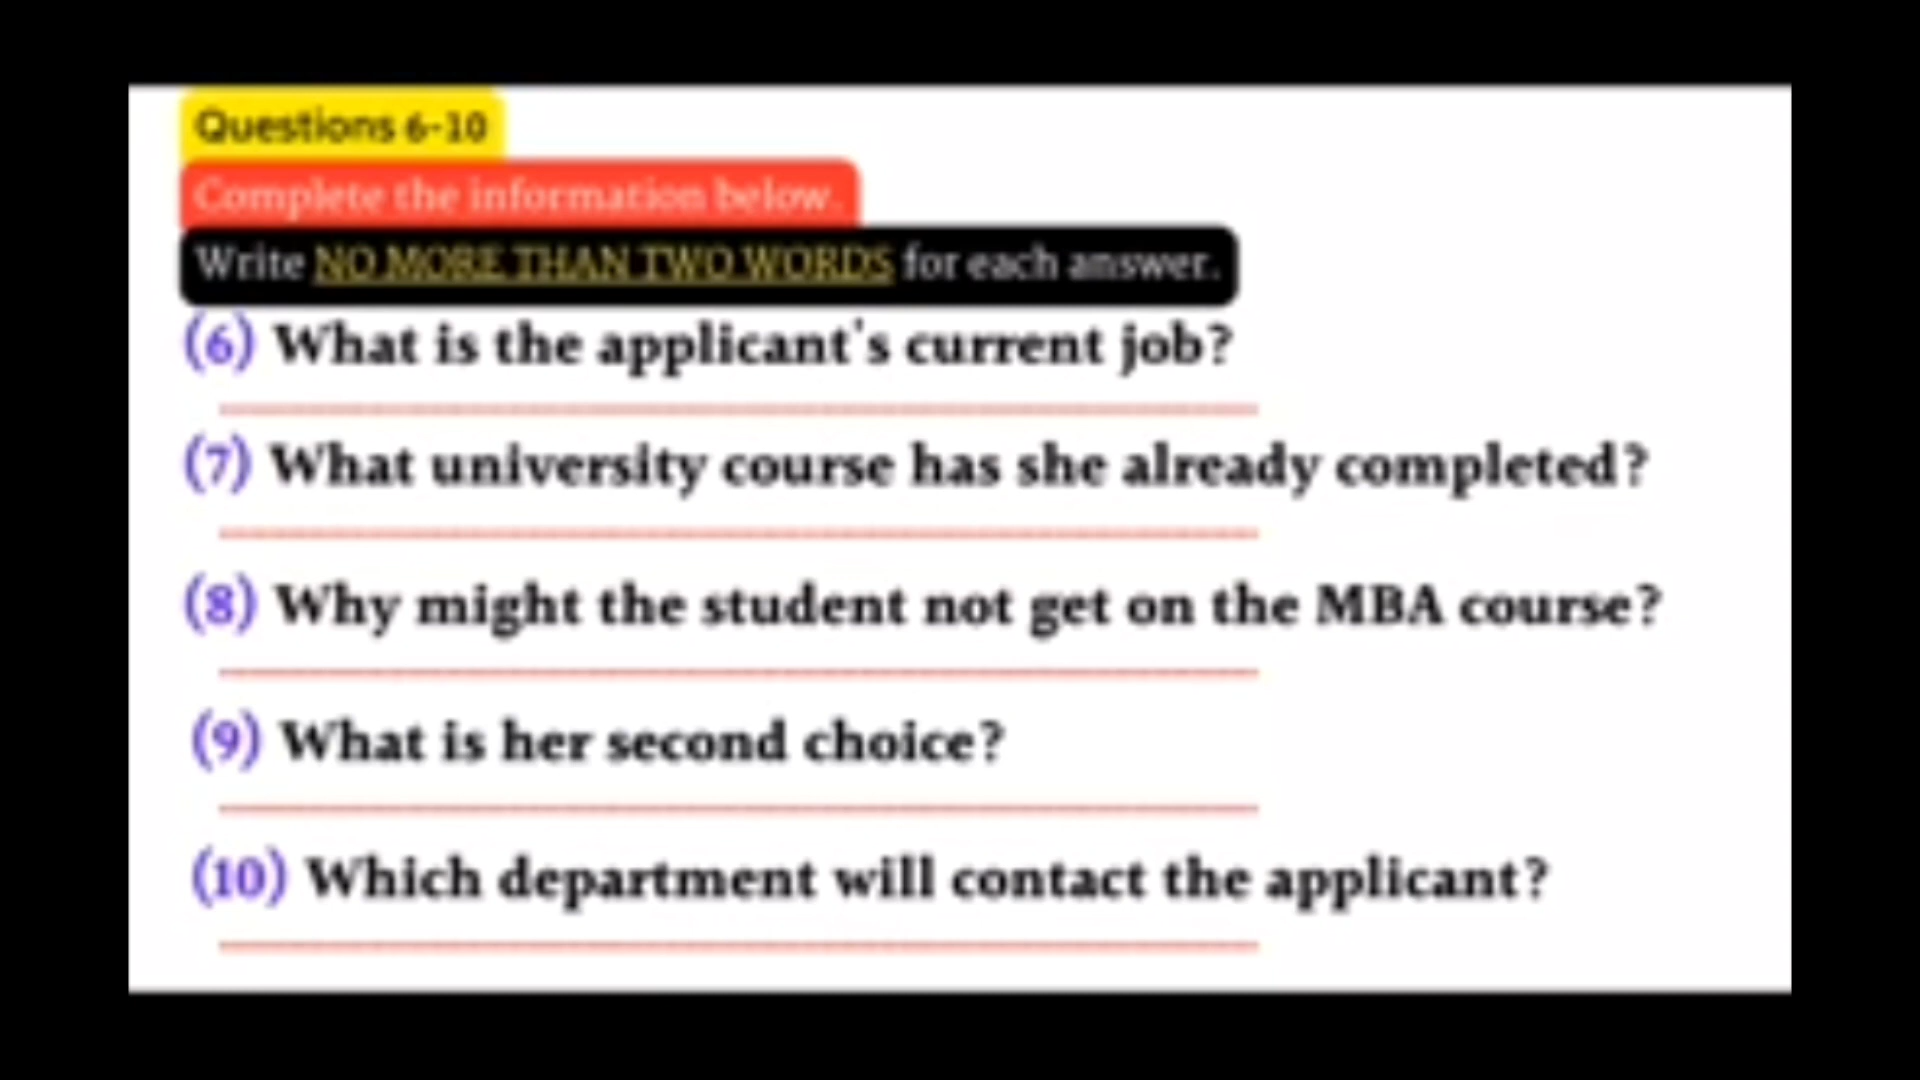 Questions 6-10
Complete the information below.
Write NO MORE THAN TWO WORDS for each answer.
(6) What is the applicant's current job?
(7) What university course has she already completed?
(8) Why might the student not get on the MBA course?
(9) What is her second choice?
(10) Which department will contact the applicant?